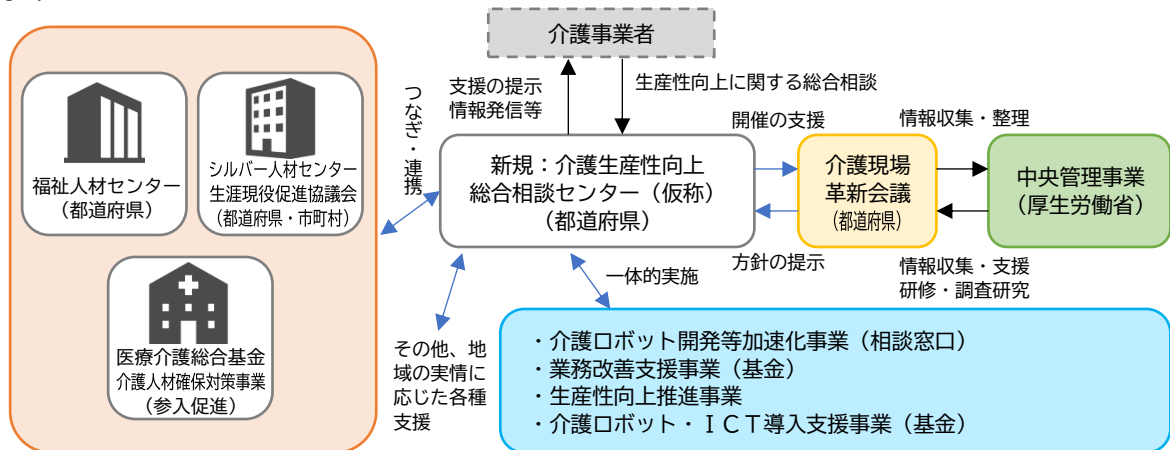 介護事業者
支援の提示
情報発信等
生産性向上に関する総合相談
つなぎ・連携
福祉人材センター
（都道府県）
シルバー人材センター
生涯現役促進協議会
（都道府県・市町村）
医療介護総合基金
介護人材確保対策事業
（参入促進）
新規：介護生産性向上
総合相談センター（仮称）
（都道府県）
開催の支援
方針の提示
介護現場
革新会議
（都道府県）
情報収集・整理
情報収集・支援
研修・調査研究
中央管理事業
（厚生労働省）
一体的実施
その他、地
域の実情に
応じた各種
支援
・介護ロボット開発等加速化事業（相談窓口）
・業務改善支援事業（基金）
・生産性向上推進事業
・介護ロボット・ＩＣＴ導入支援事業（基金）